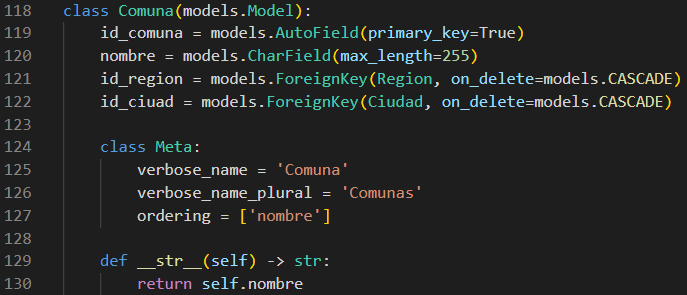 118 class Comuna(models.Model):
119     id_comuna = models.AutoField(primary_key=True)
120     nombre = models.CharField(max_length=255)
121     id_region = models.ForeignKey(Region, on_delete=models.CASCADE)
122     id_ciuad = models.ForeignKey(Ciudad, on_delete=models.CASCADE)
123
124     class Meta:
125         verbose_name = 'Comuna'
126         verbose_name_plural = 'Comunas'
127         ordering = ['nombre']
128
129     def __str__(self) -> str:
130         return self.nombre